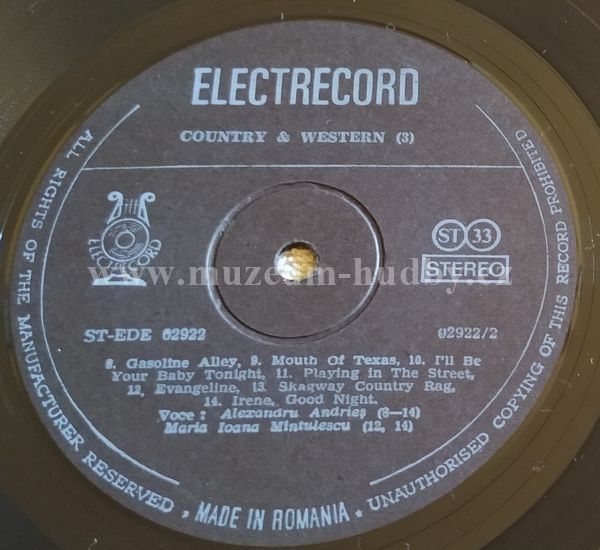 ELECTRECORD
COUNTRY & WESTERN (3)
ELECTRECORD
ST 33
STEREO
www.muzeum-hudby.cz
ST-EDE 02922
02922/2
8. Gasoline Alley, 9. Mouth Of Texas, 10. I'll Be
Your Baby Tonight, 11. Playing In The Street,
12. Evangeline, 13. Skagway Country Rag,
14. Irene, Good Night.
Voce : Alexandru Andrieș (8—14)
Maria Ioana Mîntulescu (12, 14)
ALL RIGHTS OF THE MANUFACTURER RESERVED * MADE IN ROMANIA * UNAUTHORISED COPYING OF THIS RECORD PROHIBITED